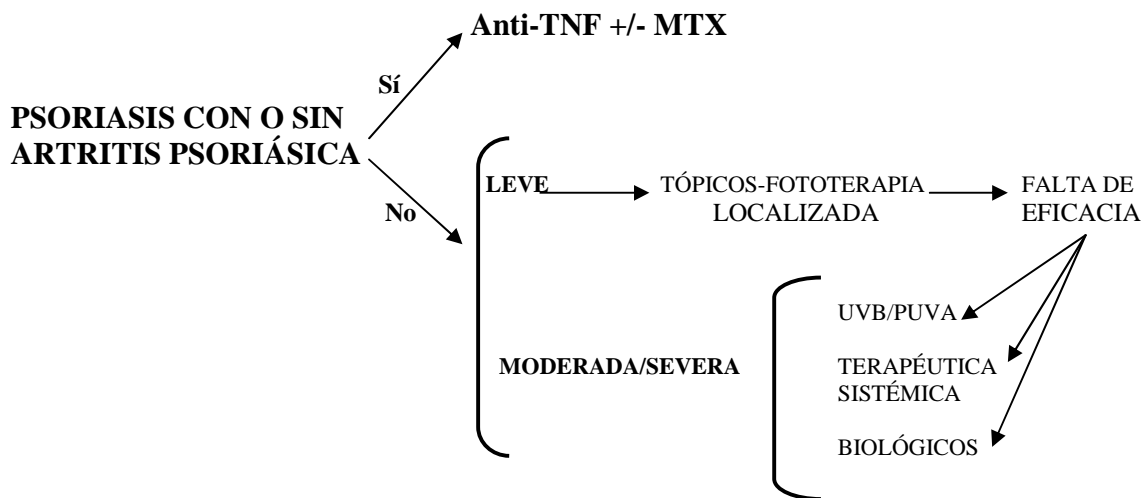 Anti-TNF +/- MTX
Sí
PSORIASIS CON O SIN
ARTRITIS PSORIÁSICA
No
LEVE
TÓPICOS-FOTOTERAPIA
LOCALIZADA
FALTA DE
EFICACIA
MODERADA/SEVERA
UVB/PUVA
TERAPÉUTICA
SISTÉMICA
BIOLÓGICOS